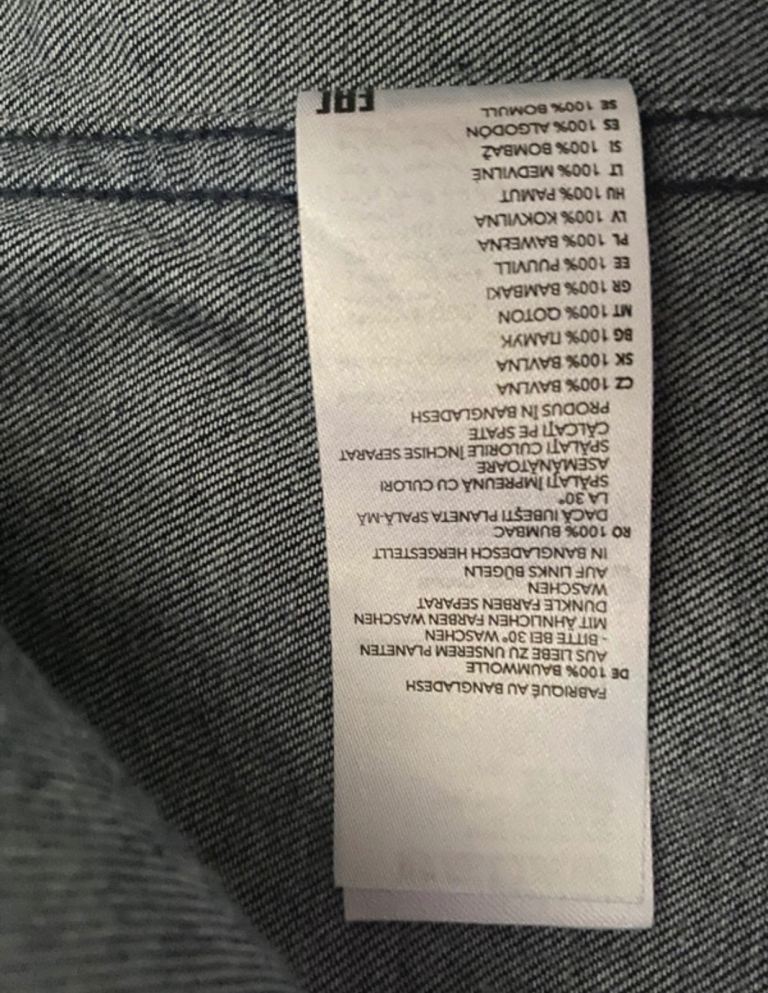 FABRIQUÉ AU BANGLADESH
DE 100% BAUMWOLLE
AUS LIEBE ZU UNSEREM PLANETEN
- BITTE BEI 30° WASCHEN
MIT ÄHNLICHEN FARBEN WASCHEN
DUNKLE FARBEN SEPARAT
WASCHEN
AUF LINKS BÜGELN
IN BANGLADESCH HERGESTELLT
RO 100% BUMBAC
DACĂ IUBEȘTI PLANETA SPALĂ-MĂ
LA 30°
SPĂLAȚI ÎMPREUNĂ CU CULORI
ASEMĂNĂTOARE
SPĂLAȚI CULORILE ÎNCHISE SEPARAT
CĂLCAȚI PE SPATE
PRODUS ÎN BANGLADESH
CZ 100% BAVLNA
SK 100% BAVLNA
BG 100% ПАМУК
MT 100% QOTON
GR 100% BAMBAKI
EE 100% PUUVILL
PL 100% BAWEŁNA
LV 100% KOKVILNA
HU 100% PAMUT
LT 100% MEDVILNĖ
SI 100% BOMBAŽ
ES 100% ALGODÓN
SE 100% BOMULL
EAC